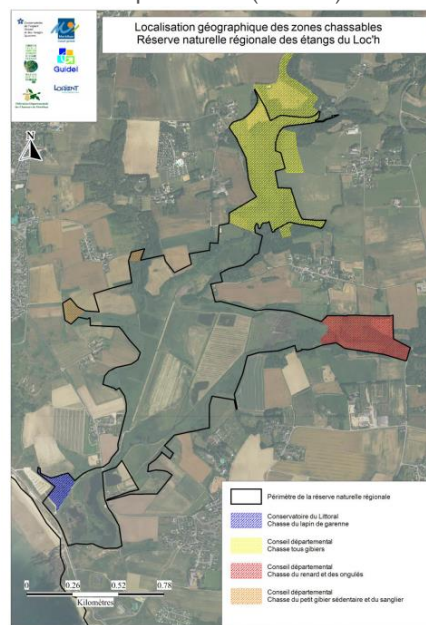 Localisation géographique des zones chassables
Réserve naturelle régionale des étangs du Loc'h
Guidel
N
Périmètre de la réserve naturelle régionale
Conservatoire du Littoral
Chasse du lapin de garenne
Conseil départemental
Chasse tous gibiers
Conseil départemental
Chasse du renard et des ongulés
Conseil départemental
Chasse du petit gibier sédentaire et du sanglier
0 0.26 0.52 0.78
Kilomètres